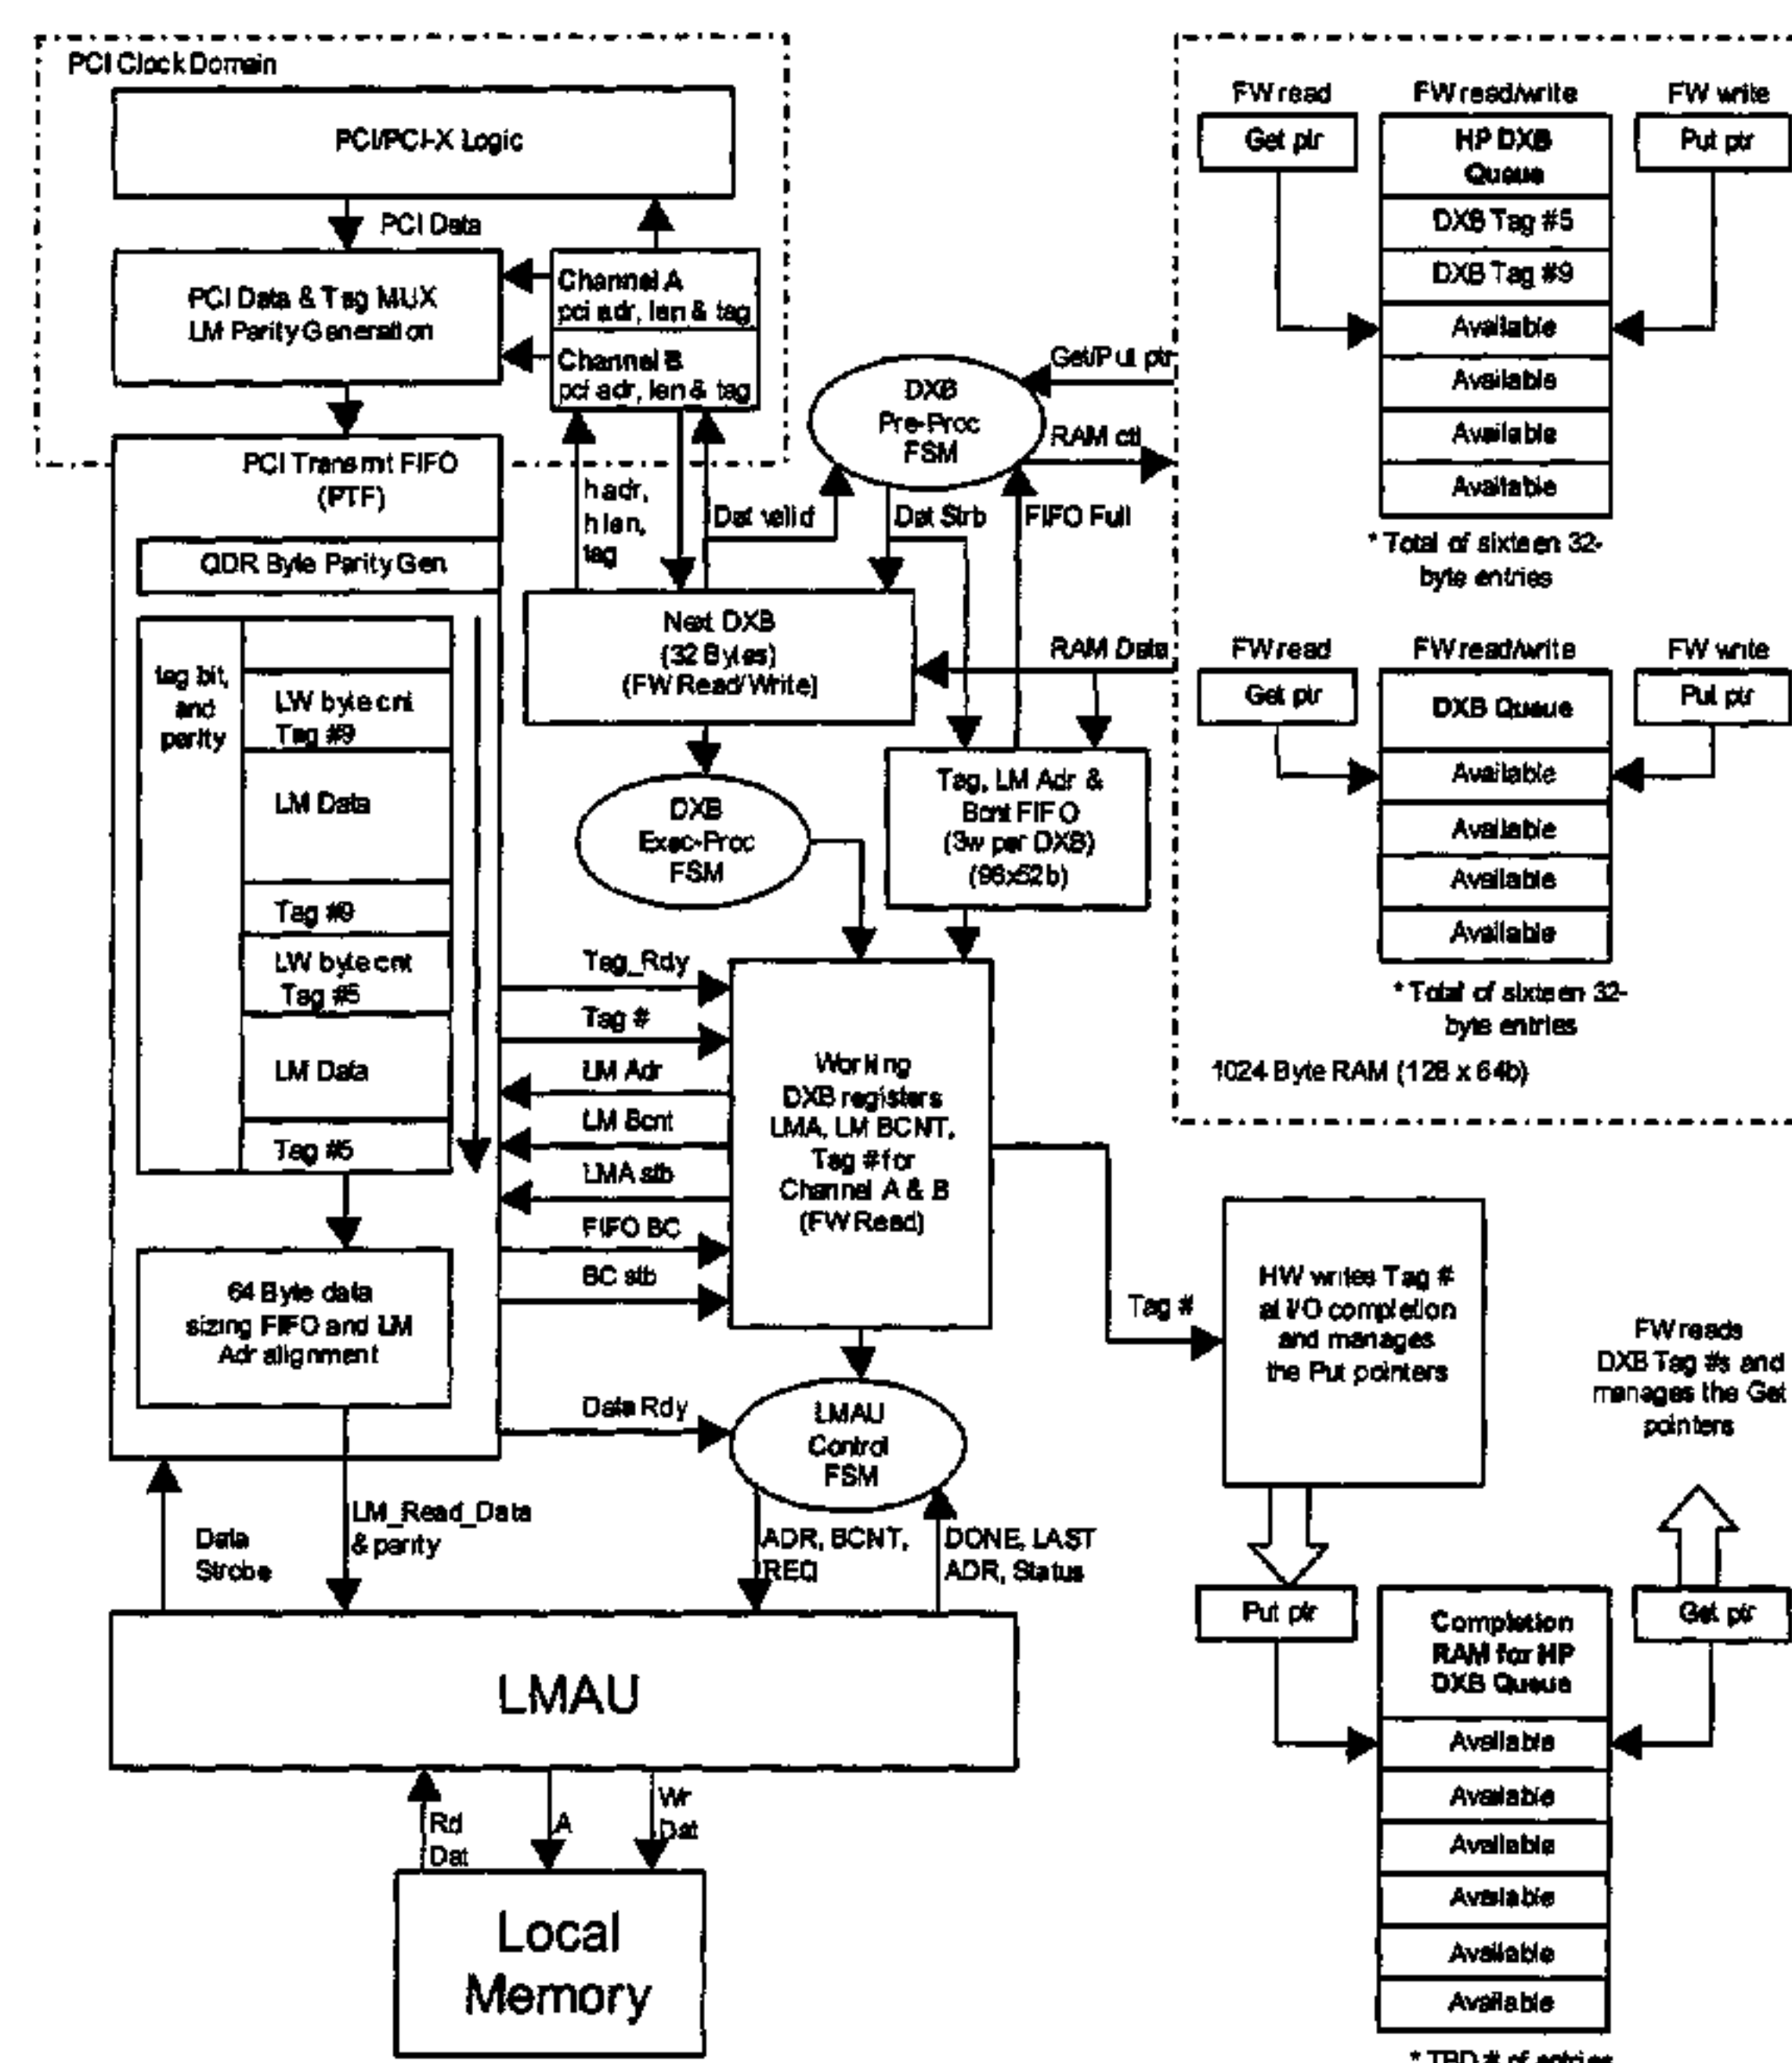 PCI Clock Domain
PCI/PCI-X Logic
PCI Data
PCI Data & Tag MUX
LM Parity Generation
Channel A
pci adr, len & tag
Channel B
pci adr, len & tag
PCI Transmit FIFO
(PTF)
QDR Byte Parity Gen
tag bit,
and
parity
LW byte cnt
Tag #9
LM Data
Tag #9
LW byte cnt
Tag #5
LM Data
Tag #5
64 Byte data
sizing FIFO and LM
Adr alignment
h adr,
h len,
tag
Dat valid
DXB
Pre-Proc
FSM
Get/Put ptr
RAM ctl
Dat Strb
FIFO Full
Next DXB
(32 Bytes)
(FW Read/Write)
RAM Data
DXB
Exec-Proc
FSM
Tag, LM Adr &
Bcnt FIFO
(3w per DXB)
Tag_Rdy
Tag #
LM Adr
LM Bcnt
LMA stb
FIFO BC
BC stb
Data Rdy
Working
DXB registers
LMA, LM BCNT,
Tag # for
Channel A & B
(FW Read)
LMAU
Control
FSM
Data
Strobe
LM_Read_Data
& parity
ADR, BCNT,
REQ
DONE, LAST
ADR, Status
LMAU
Rd
Dat
A
Wr
Dat
Local
Memory
FW read
FW read/write
FW write
Get ptr
HP DXB
Queue
Put ptr
DXB Tag #5
DXB Tag #9
Available
Available
Available
Available
* Total of sixteen 32-
byte entries
FW read
FW read/write
FW write
Get ptr
DXB Queue
Put ptr
Available
Available
Available
Available
* Total of sixteen 32-
byte entries
1024 Byte RAM (128 x 64b)
Tag #
HW writes Tag #
at I/O completion
and manages
the Put pointers
FW reads
DXB Tag #s and
manages the Get
pointers
Put ptr
Completion
RAM for HP
DXB Queue
Get ptr
Available
Available
Available
Available
Available
Available
* TBD # of entries